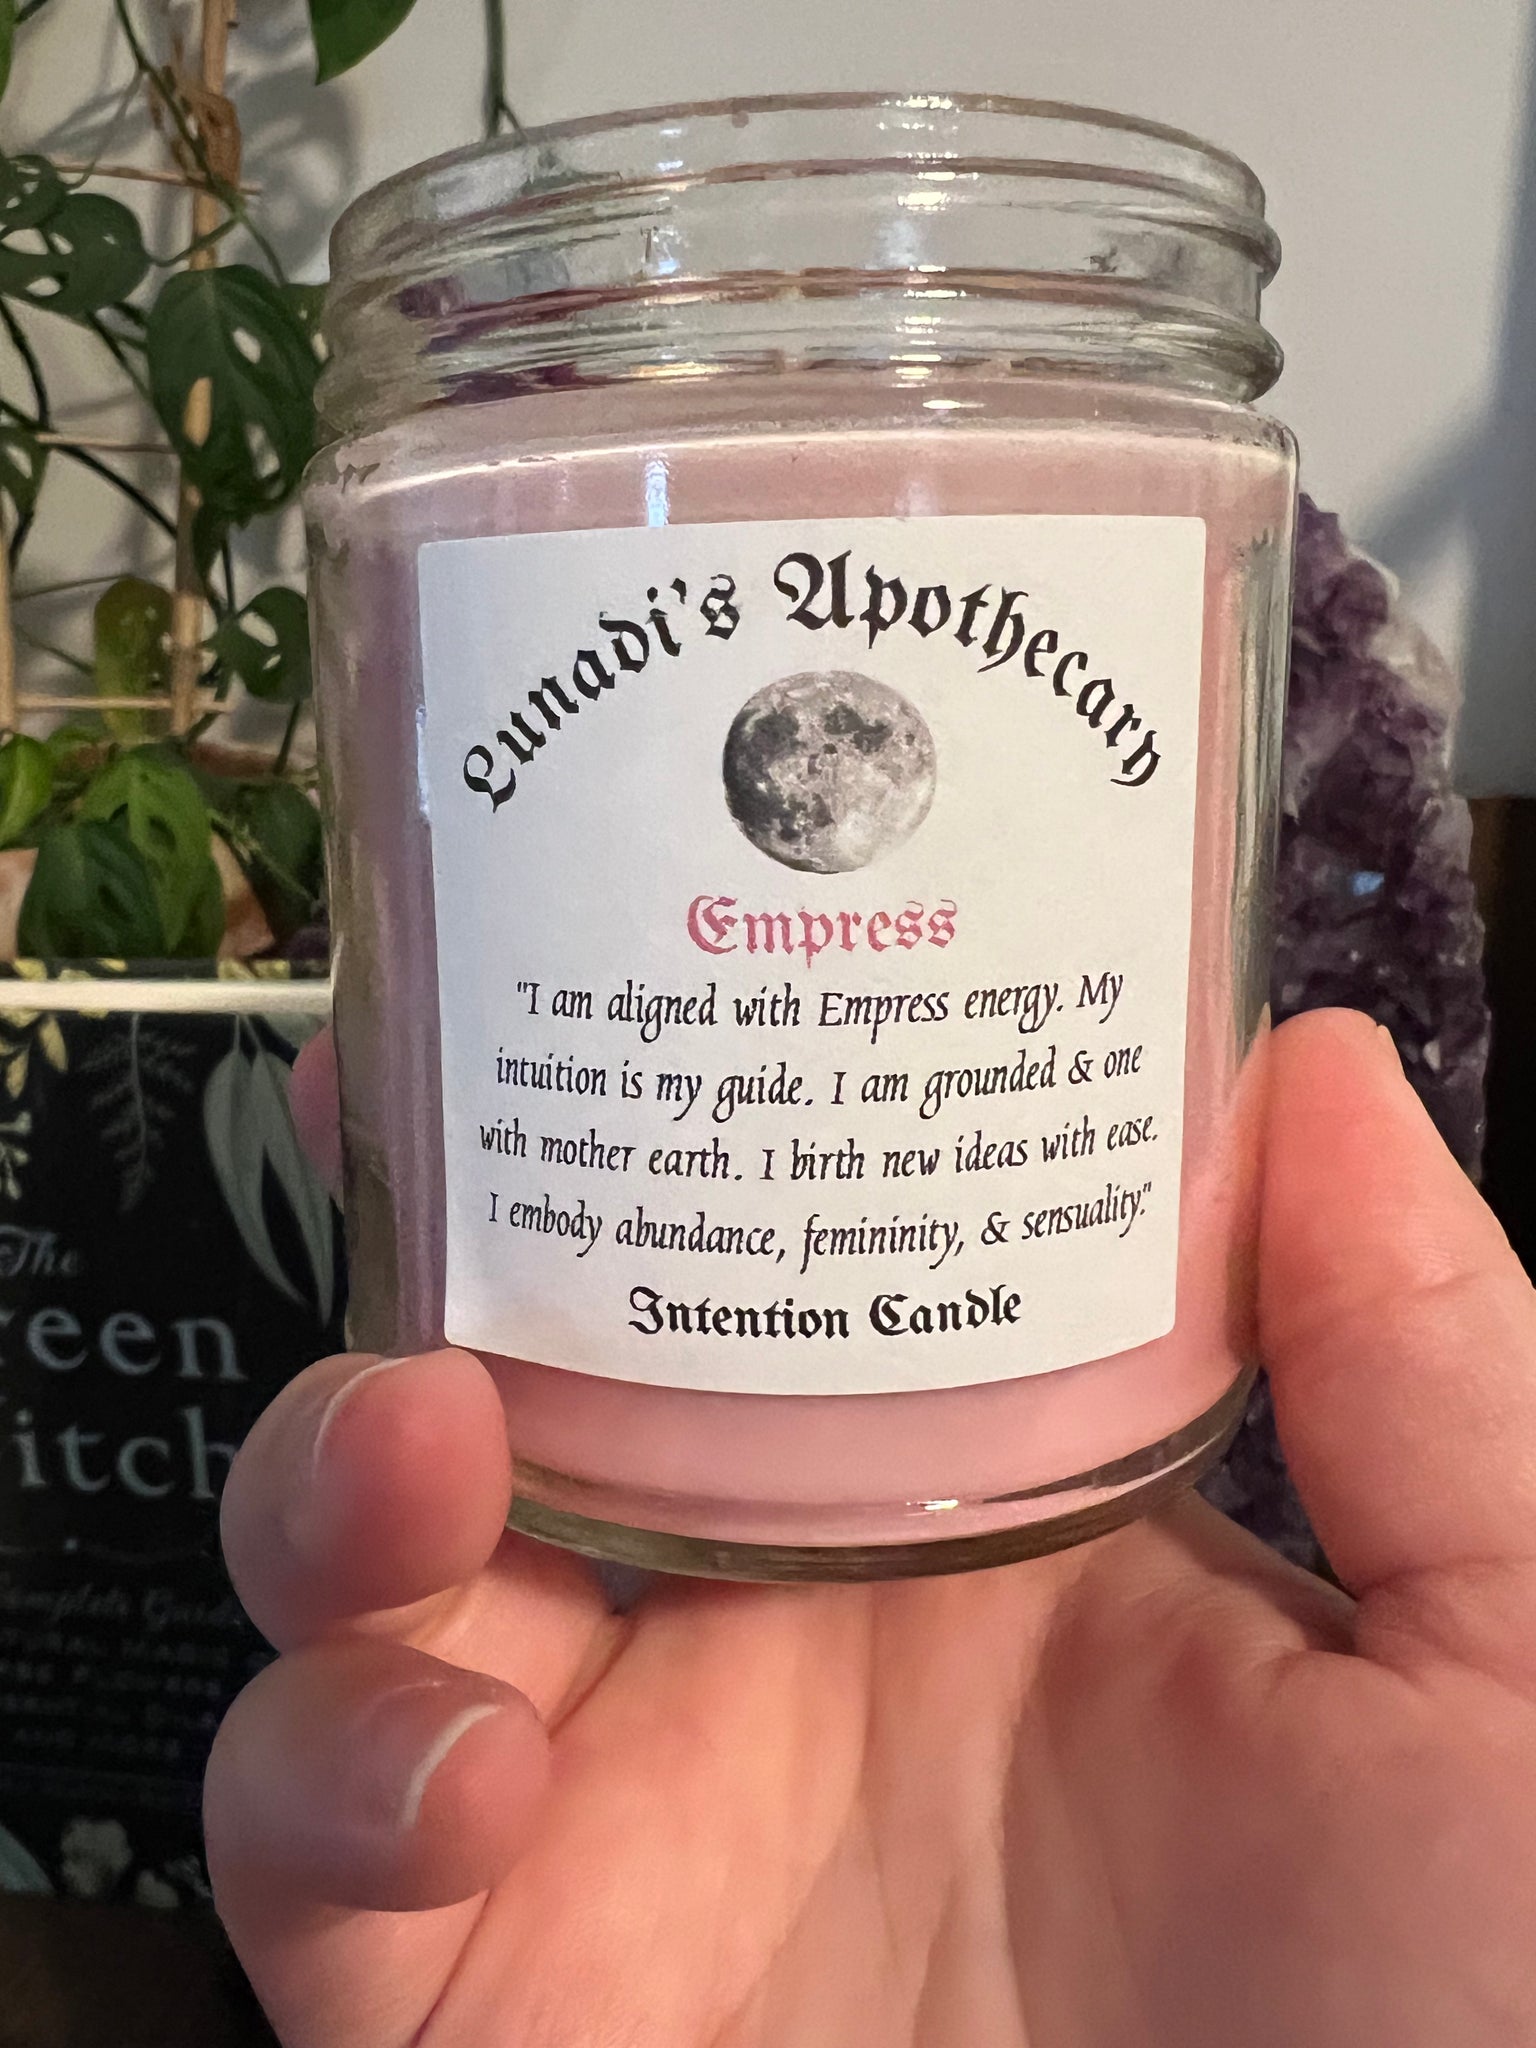 Lunadi's Apothecary
Empress
"I am aligned with Empress energy. My
intuition is my guide. I am grounded & one
with mother earth. I birth new ideas with ease.
I embody abundance, femininity, & sensuality."
Intention Candle
The
reen
itch